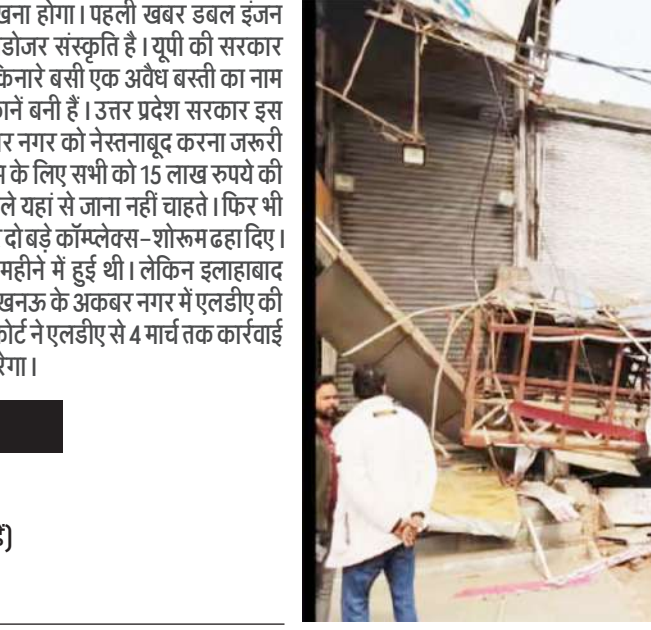 खना होगा। पहली खबर डबल इंजन
डोजर संस्कृति है। यूपी की सरकार
किनारे बसी एक अवैध बस्ती का नाम
कानें बनी हैं। उत्तर प्रदेश सरकार इस
र नगर को नेस्तनाबूद करना जरूरी
के लिए सभी को 15 लाख रुपये की
ले यहां से जाना नहीं चाहते। फिर भी
दो बड़े कॉम्प्लेक्स-शोरूम ढहा दिए।
महीने में हुई थी। लेकिन इलाहाबाद
खनऊ के अकबर नगर में एलडीए की
कोर्ट ने एलडीए से 4 मार्च तक कार्रवाई
रेगा।